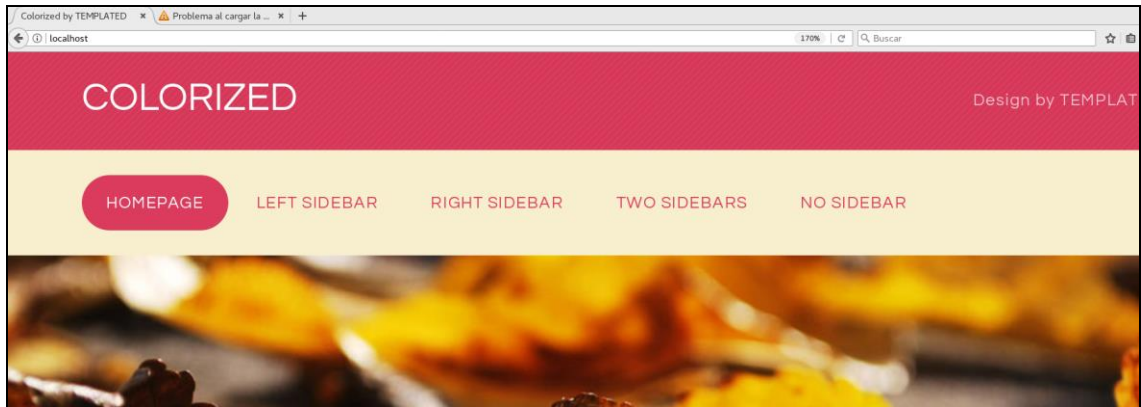 Colorized by TEMPLATED Problema al cargar la ...
localhost 170% Buscar
COLORIZED
Design by TEMPLAT
HOMEPAGE LEFT SIDEBAR RIGHT SIDEBAR TWO SIDEBARS NO SIDEBAR